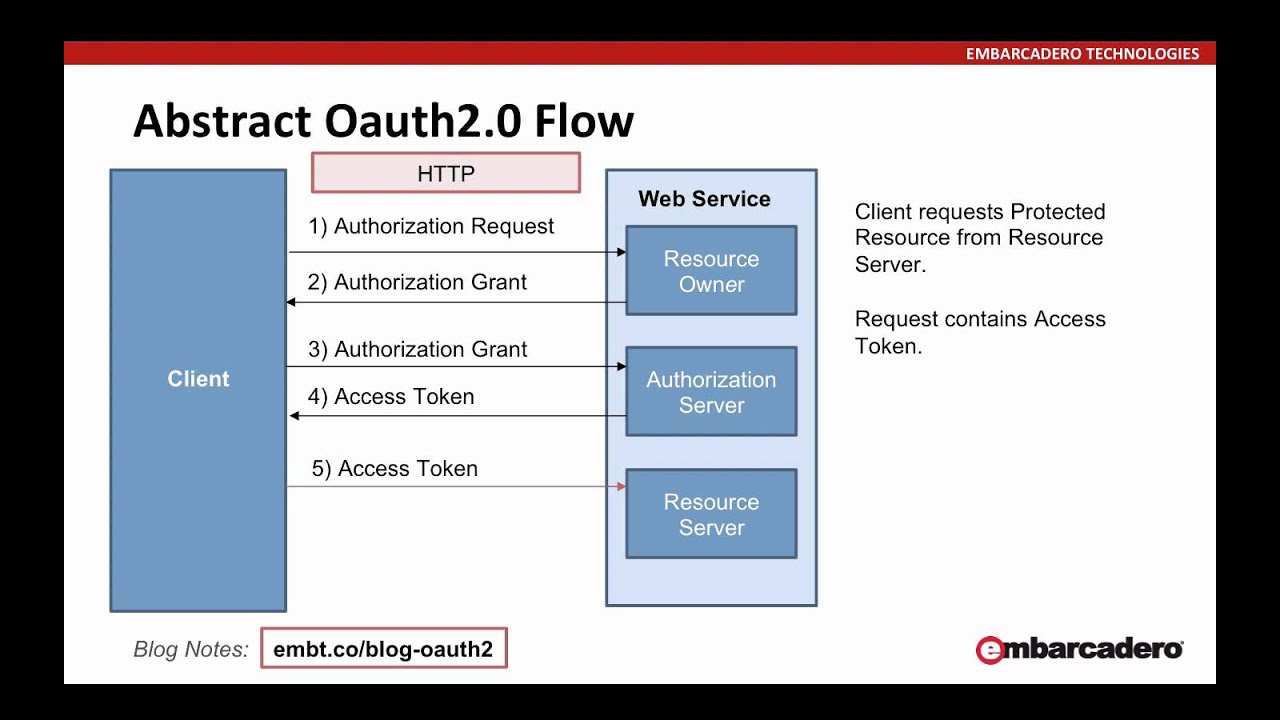 EMBARCADERO TECHNOLOGIES
Abstract Oauth2.0 Flow
HTTP
Client
1) Authorization Request
2) Authorization Grant
3) Authorization Grant
4) Access Token
5) Access Token
Web Service
Resource
Owner
Authorization
Server
Resource
Server
Client requests Protected
Resource from Resource
Server.
Request contains Access
Token.
Blog Notes:
embt.co/blog-oauth2
embarcadero